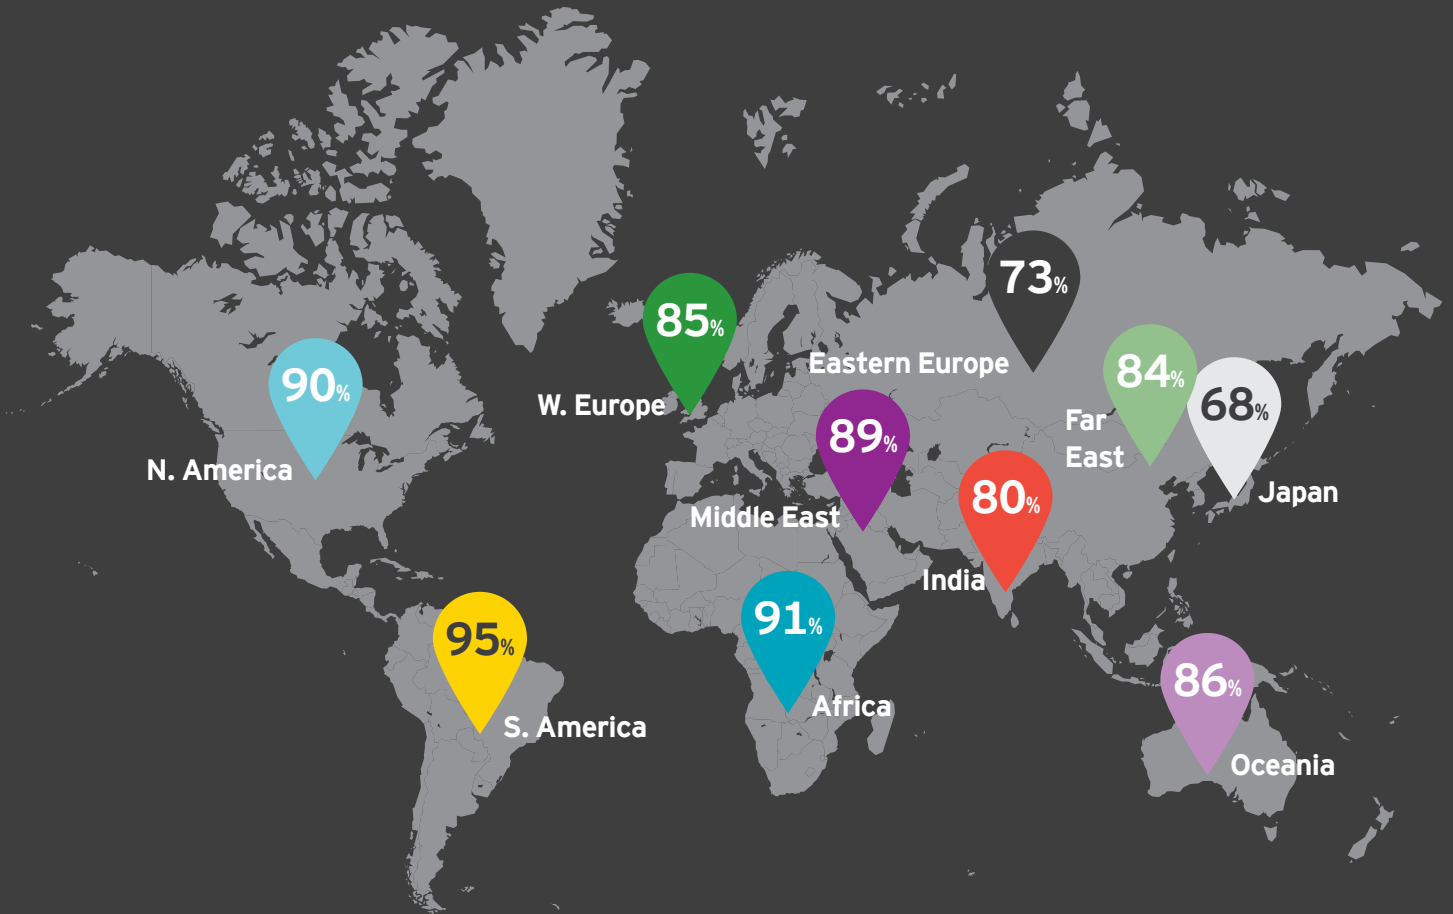 73%
85%
Eastern Europe
84%
90%
W. Europe
68%
89%
Far
East
N. America
80%
Japan
Middle East
India
91%
95%
86%
Africa
S. America
Oceania